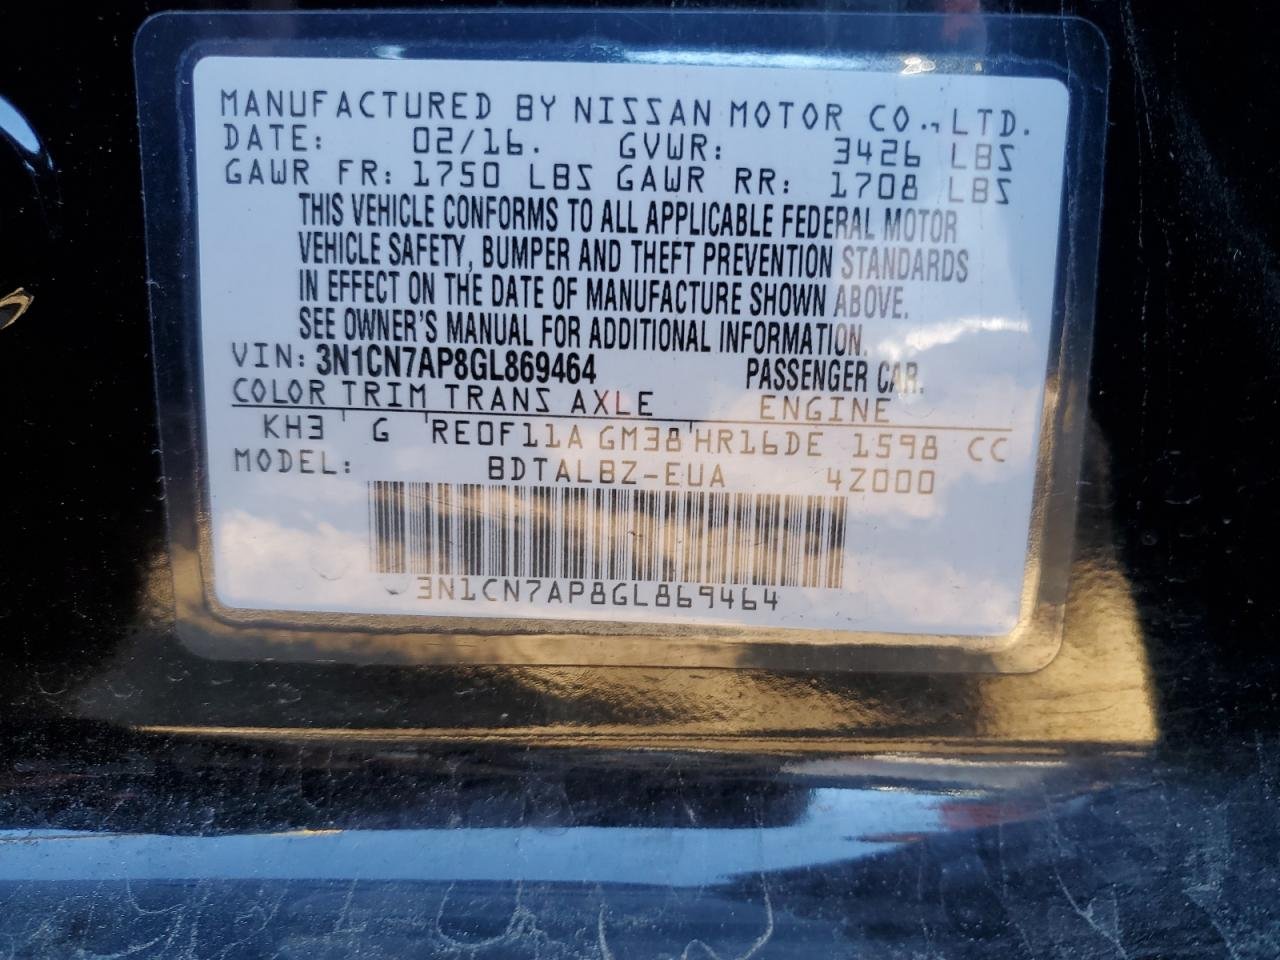 MANUFACTURED BY NISSAN MOTOR CO., LTD.
DATE: 02/16. GVWR: 3426 LBS
GAWR FR: 1750 LBS GAWR RR: 1708 LBS
THIS VEHICLE CONFORMS TO ALL APPLICABLE FEDERAL MOTOR
VEHICLE SAFETY, BUMPER AND THEFT PREVENTION STANDARDS
IN EFFECT ON THE DATE OF MANUFACTURE SHOWN ABOVE.
SEE OWNER'S MANUAL FOR ADDITIONAL INFORMATION.
VIN: 3N1CN7AP8GL869464 PASSENGER CAR.
COLOR TRIM TRANS AXLE ENGINE
KH3 G RE0F11A GM38 HR16DE 1598 CC
MODEL: BDTALBZ-EUA 4Z000
3N1CN7AP8GL869464